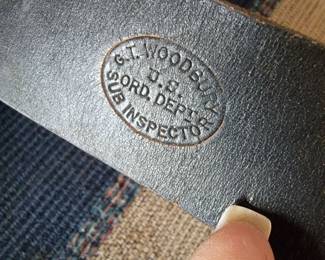 G.T. WOODBURY
U.S.
ORD. DEPT.
SUB INSPECTOR